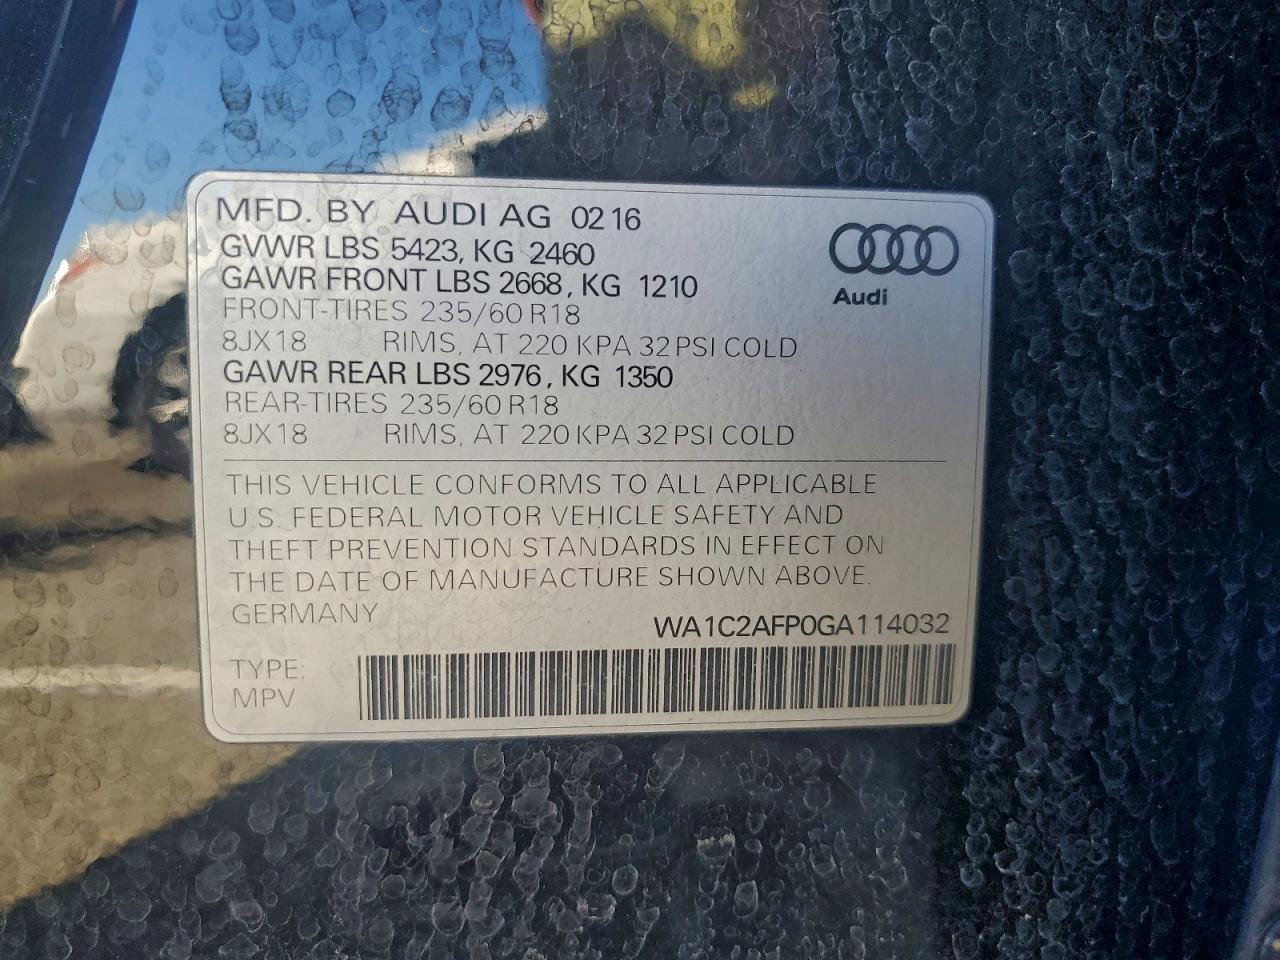 MFD. BY AUDI AG 02 16
GVWR LBS 5423, KG 2460
GAWR FRONT LBS 2668, KG 1210
FRONT-TIRES 235/60 R18
8JX18 RIMS, AT 220 KPA 32 PSI COLD
GAWR REAR LBS 2976, KG 1350
REAR-TIRES 235/60 R18
8JX18 RIMS, AT 220 KPA 32 PSI COLD
Audi
THIS VEHICLE CONFORMS TO ALL APPLICABLE
U.S. FEDERAL MOTOR VEHICLE SAFETY AND
THEFT PREVENTION STANDARDS IN EFFECT ON
THE DATE OF MANUFACTURE SHOWN ABOVE.
GERMANY
WA1C2AFP0GA114032
TYPE:
MPV